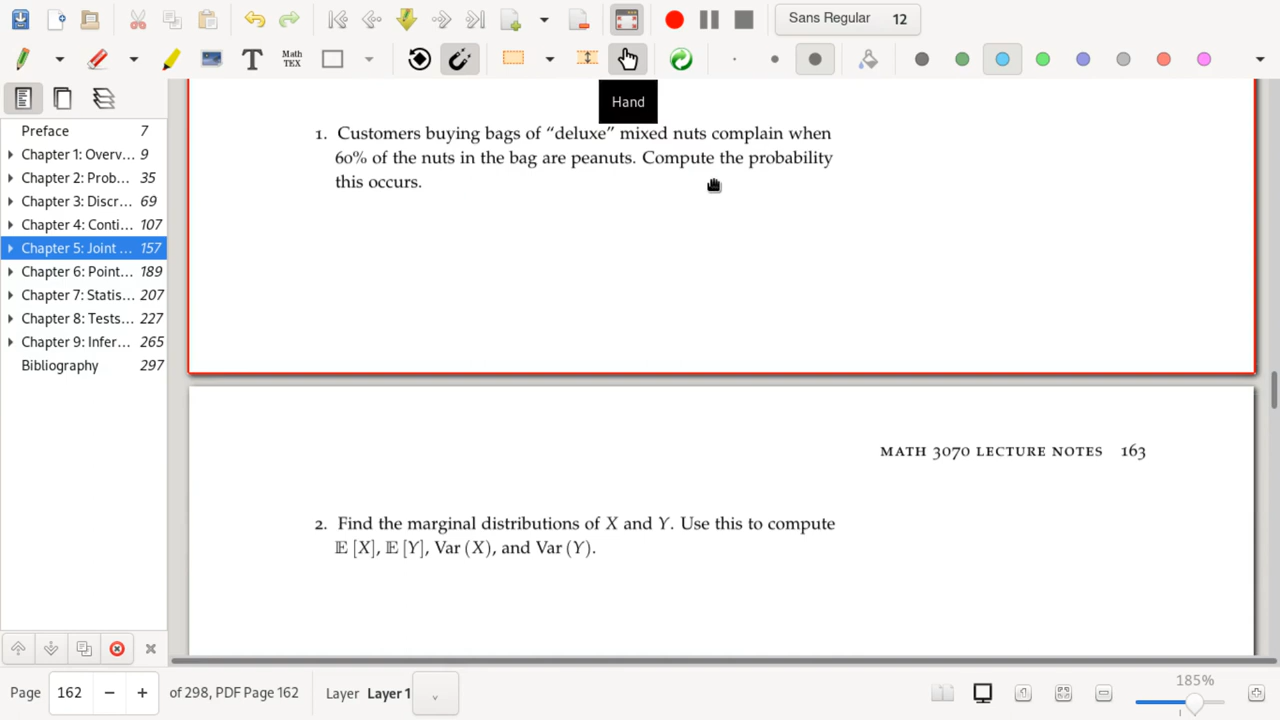 Sans Regular 12
T Math
TEX
Hand
Preface 7
Chapter 1: Overv... 9
Chapter 2: Prob... 35
Chapter 3: Discr... 69
Chapter 4: Conti... 107
Chapter 5: Joint ... 157
Chapter 6: Point... 189
Chapter 7: Statis... 207
Chapter 8: Tests... 227
Chapter 9: Infer... 265
Bibliography 297
1. Customers buying bags of “deluxe” mixed nuts complain when
60% of the nuts in the bag are peanuts. Compute the probability
this occurs.
MATH 3070 LECTURE NOTES 163
2. Find the marginal distributions of X and Y. Use this to compute
𝔼 [X], 𝔼 [Y], Var (X), and Var (Y).
Page 162 − + of 298, PDF Page 162 Layer Layer 1 185%